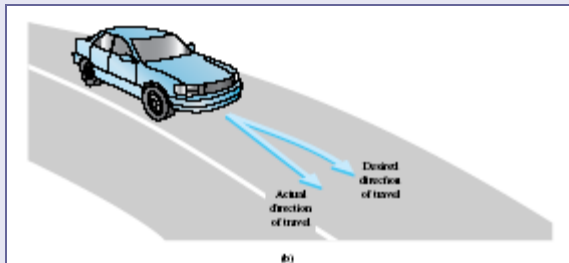 Desired
direction
of travel
Actual
direction
of travel
(b)